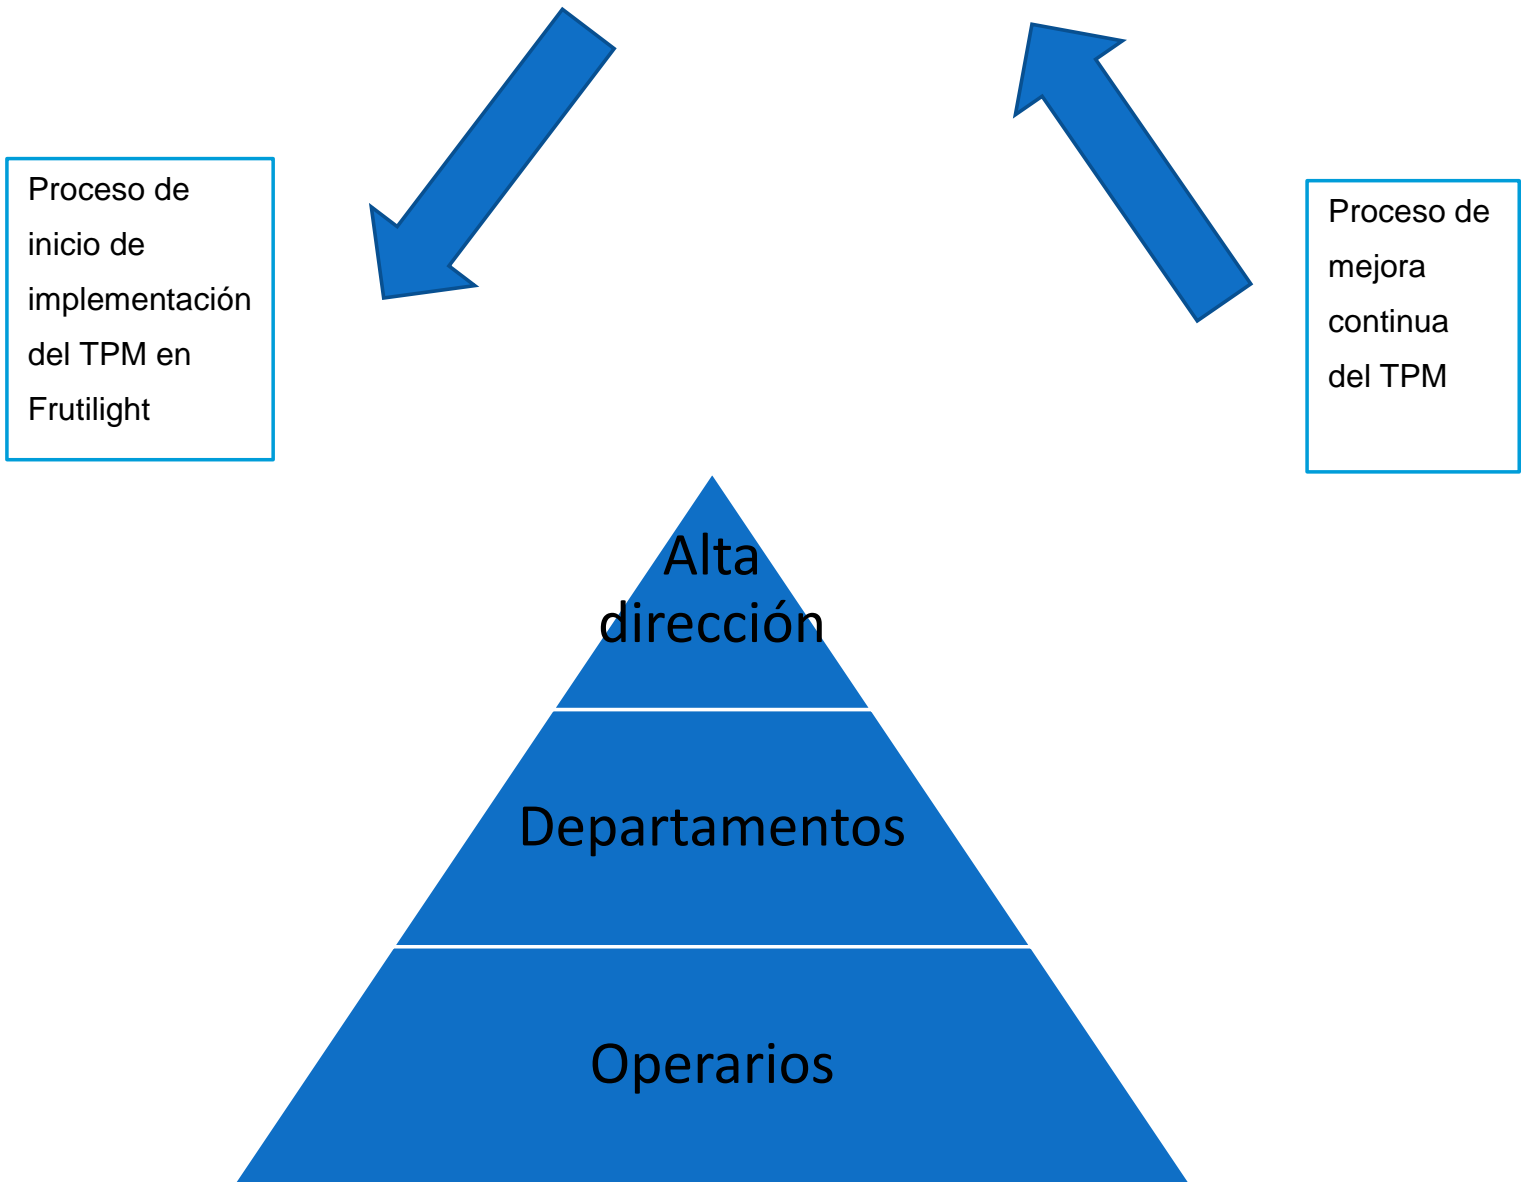 Proceso de
inicio de
implementación
del TPM en
Frutilight
Proceso de
mejora
continua
del TPM
Alta
dirección
Departamentos
Operarios